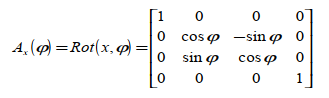 A_x(φ) = Rot(x, φ) = [1 0 0 0
0 cos φ −sin φ 0
0 sin φ cos φ 0
0 0 0 1]